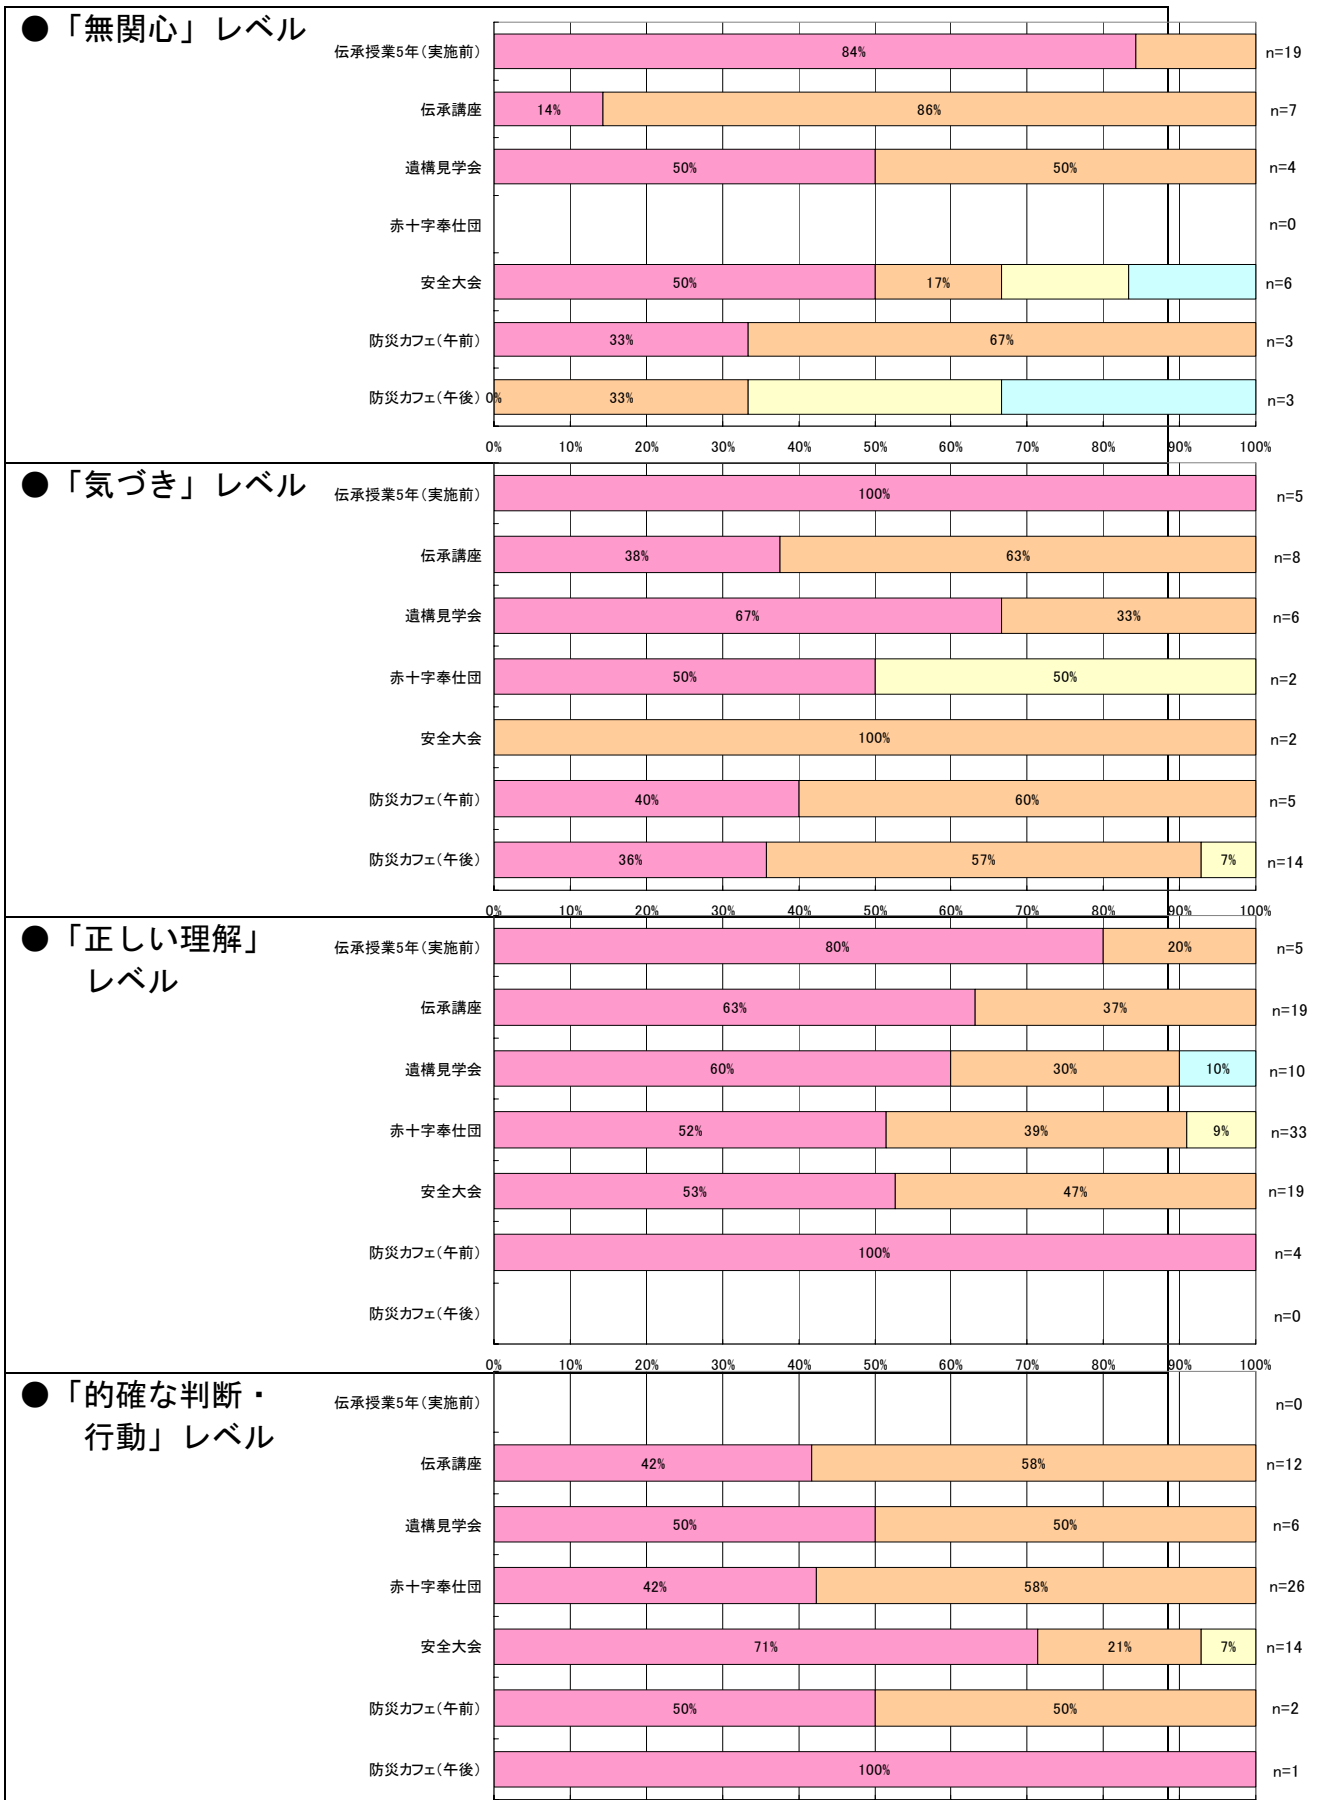 ●「無関心」レベル
伝承授業5年(実施前) 84% n=19
伝承講座 14% 86% n=7
遺構見学会 50% 50% n=4
赤十字奉仕団 n=0
安全大会 50% 17% n=6
防災カフェ(午前) 33% 67% n=3
防災カフェ(午後) 0% 33% n=3
0% 10% 20% 30% 40% 50% 60% 70% 80% 90% 100%
●「気づき」レベル
伝承授業5年(実施前) 100% n=5
伝承講座 38% 63% n=8
遺構見学会 67% 33% n=6
赤十字奉仕団 50% 50% n=2
安全大会 100% n=2
防災カフェ(午前) 40% 60% n=5
防災カフェ(午後) 36% 57% 7% n=14
0% 10% 20% 30% 40% 50% 60% 70% 80% 90% 100%
●「正しい理解」
レベル
伝承授業5年(実施前) 80% 20% n=5
伝承講座 63% 37% n=19
遺構見学会 60% 30% 10% n=10
赤十字奉仕団 52% 39% 9% n=33
安全大会 53% 47% n=19
防災カフェ(午前) 100% n=4
防災カフェ(午後) n=0
0% 10% 20% 30% 40% 50% 60% 70% 80% 90% 100%
●「的確な判断・
行動」レベル
伝承授業5年(実施前) n=0
伝承講座 42% 58% n=12
遺構見学会 50% 50% n=6
赤十字奉仕団 42% 58% n=26
安全大会 71% 21% 7% n=14
防災カフェ(午前) 50% 50% n=2
防災カフェ(午後) 100% n=1